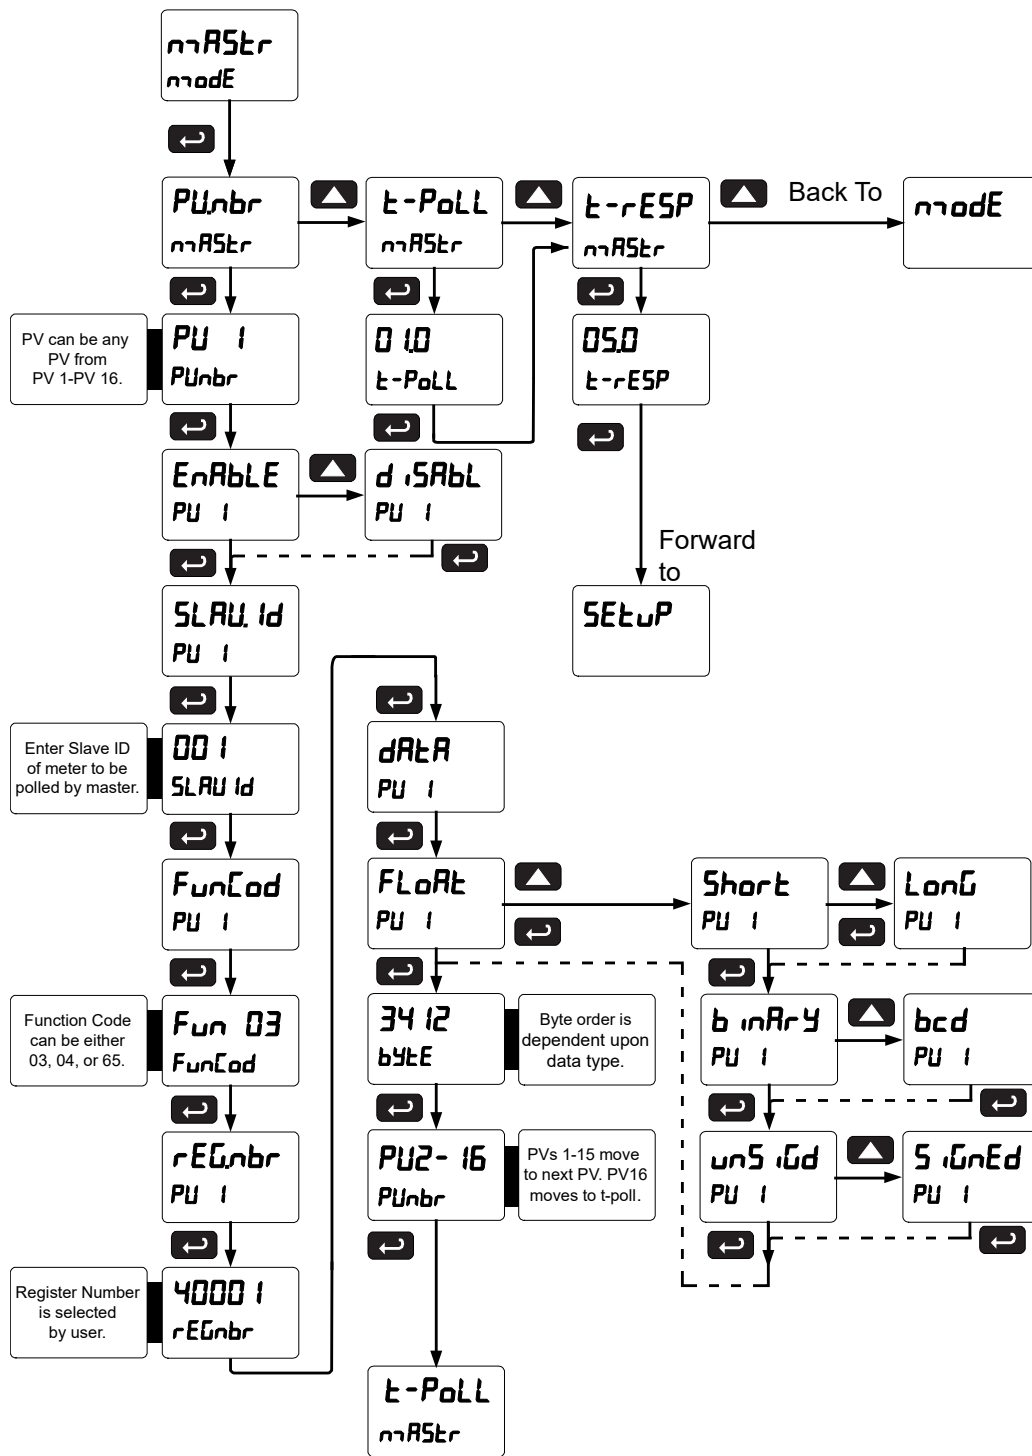 mAStr
modE
PV.nbr
mAStr
t-PoLL
mAStr
t-rESP
mAStr
Back To
modE
PV can be any
PV from
PV 1-PV 16.
PV 1
PVnbr
01.0
t-PoLL
05.0
t-rESP
EnAbLE
PV 1
diSAbL
PV 1
Forward
to
SLAV.Id
PV 1
SEtuP
Enter Slave ID
of meter to be
polled by master.
001
SLAVId
dAtA
PV 1
FunCod
PV 1
FLoAt
PV 1
Short
PV 1
LonG
PV 1
Function Code
can be either
03, 04, or 65.
Fun 03
FunCod
3412
bytE
Byte order is
dependent upon
data type.
binAry
PV 1
bcd
PV 1
rEG.nbr
PV 1
PV2-16
PVnbr
PVs 1-15 move
to next PV. PV16
moves to t-poll.
unSiGd
PV 1
SiGnEd
PV 1
Register Number
is selected
by user.
40001
rEGnbr
t-PoLL
mAStr